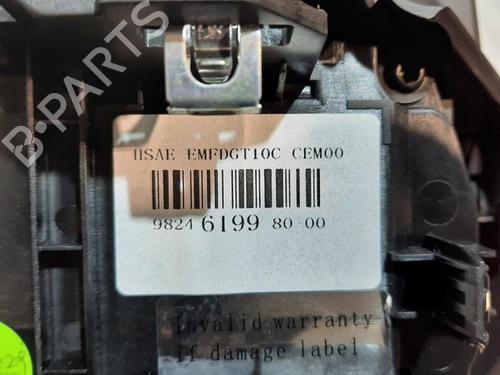 HSAE EMFDGT10C CEM00
9824 6199 80-00
Invalid warranty
if damage label
B-PARTS